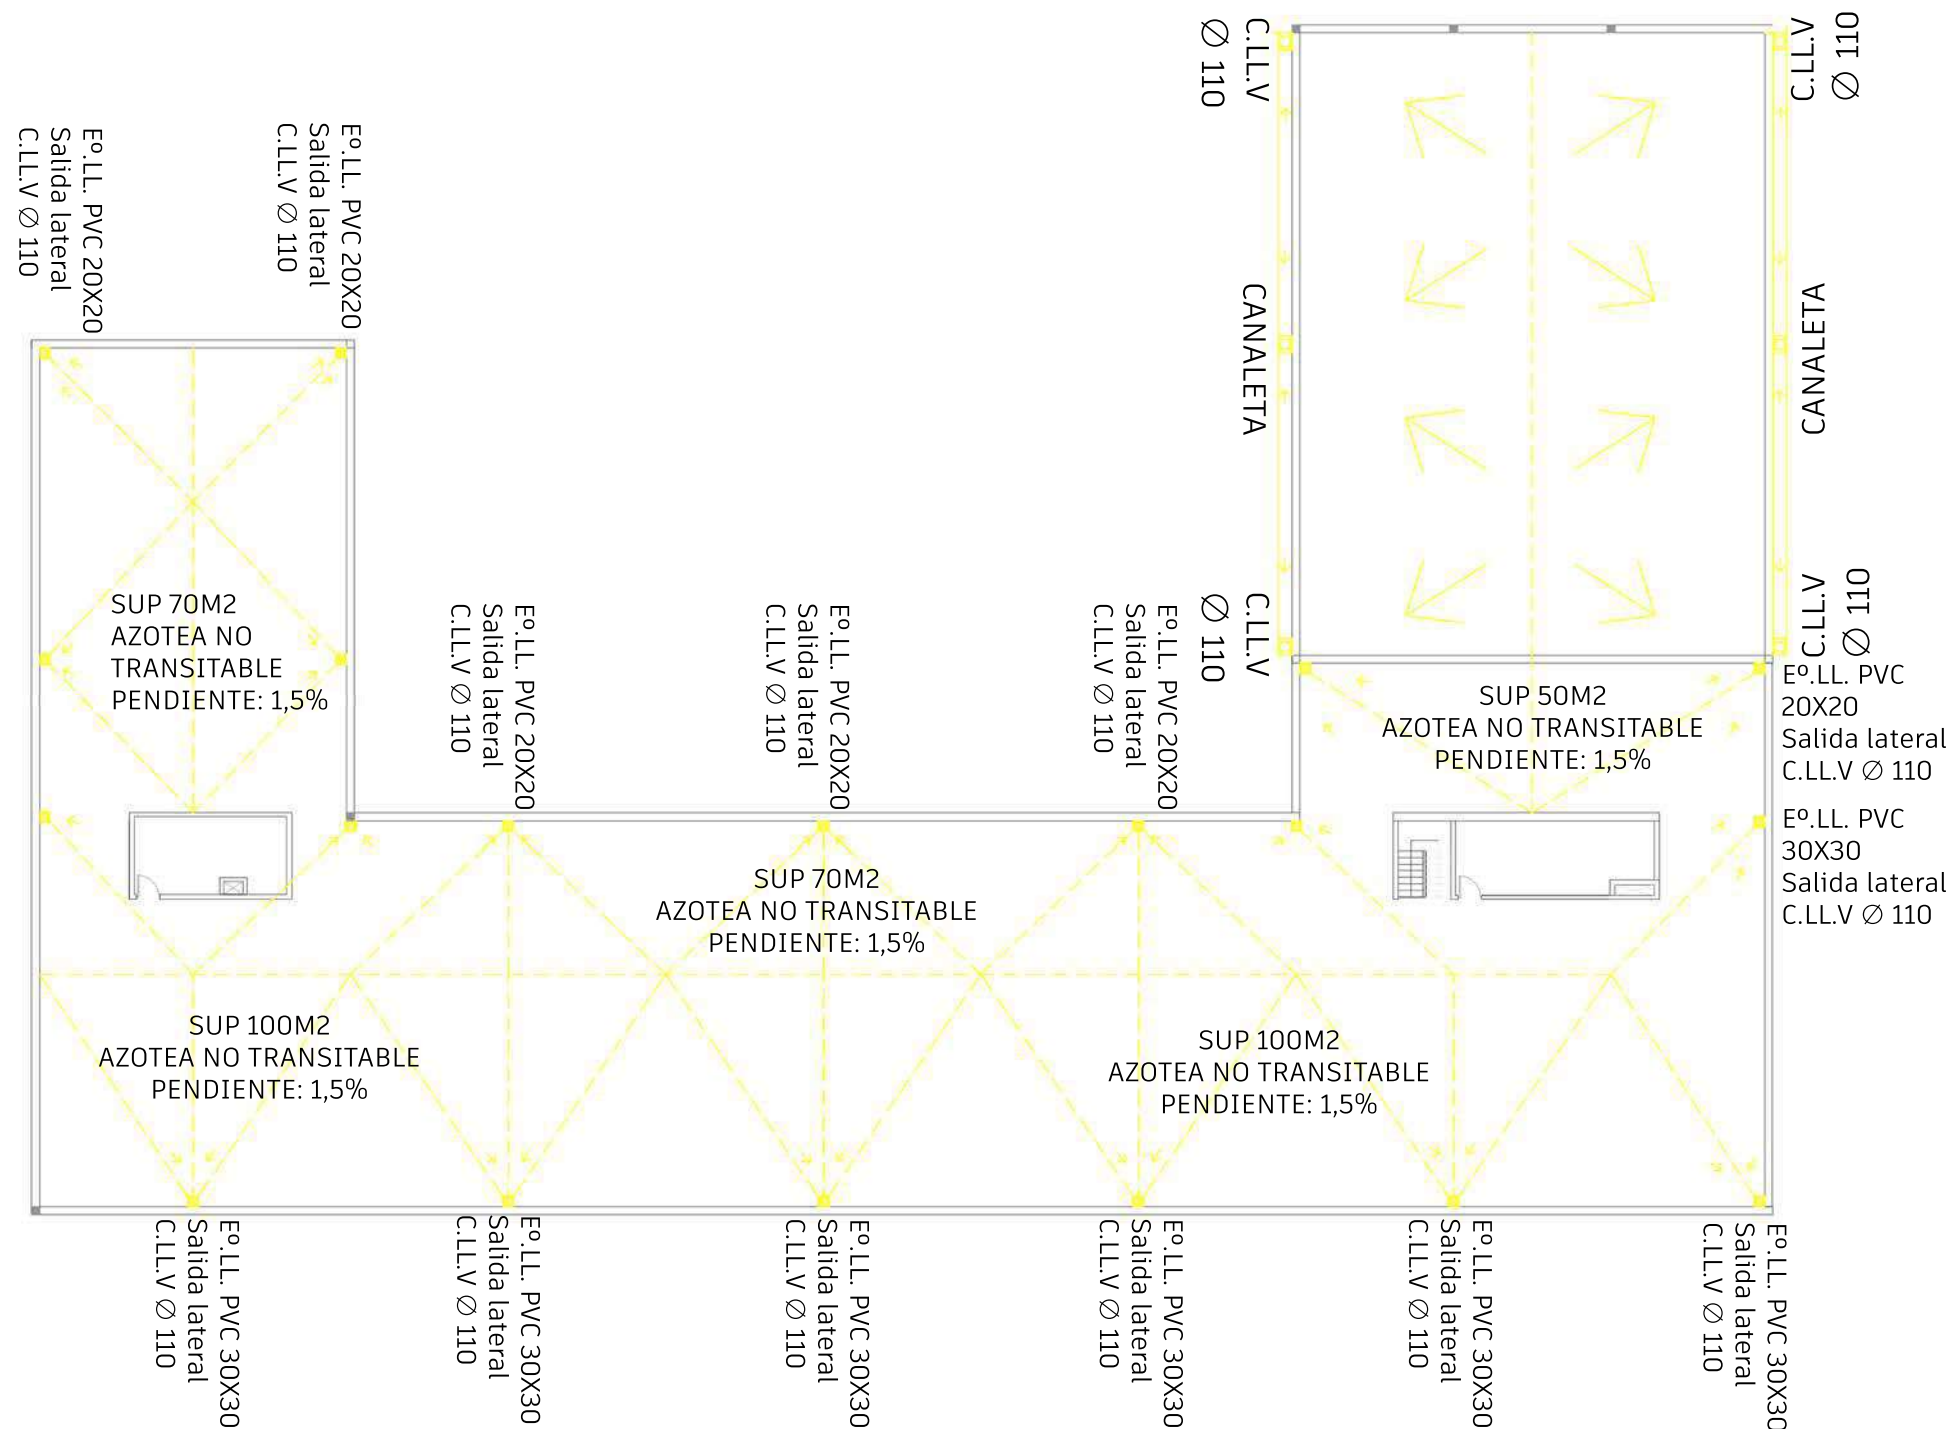 C.LL.V
Ø 110
C.LL.V
Ø 110
Eº.LL. PVC 20X20
Salida lateral
C.LL.V Ø 110
Eº.LL. PVC 20X20
Salida lateral
C.LL.V Ø 110
CANALETA
CANALETA
SUP 70M2
AZOTEA NO
TRANSITABLE
PENDIENTE: 1,5%
Eº.LL. PVC 20X20
Salida lateral
C.LL.V Ø 110
Eº.LL. PVC 20X20
Salida lateral
C.LL.V Ø 110
Eº.LL. PVC 20X20
Salida lateral
C.LL.V Ø 110
C.LL.V
Ø 110
C.LL.V
Ø 110
SUP 50M2
AZOTEA NO TRANSITABLE
PENDIENTE: 1,5%
Eº.LL. PVC
20X20
Salida lateral
C.LL.V Ø 110
Eº.LL. PVC
30X30
Salida lateral
C.LL.V Ø 110
SUP 70M2
AZOTEA NO TRANSITABLE
PENDIENTE: 1,5%
SUP 100M2
AZOTEA NO TRANSITABLE
PENDIENTE: 1,5%
SUP 100M2
AZOTEA NO TRANSITABLE
PENDIENTE: 1,5%
Eº.LL. PVC 30X30
Salida lateral
C.LL.V Ø 110
Eº.LL. PVC 30X30
Salida lateral
C.LL.V Ø 110
Eº.LL. PVC 30X30
Salida lateral
C.LL.V Ø 110
Eº.LL. PVC 30X30
Salida lateral
C.LL.V Ø 110
Eº.LL. PVC 30X30
Salida lateral
C.LL.V Ø 110
Eº.LL. PVC 30X30
Salida lateral
C.LL.V Ø 110